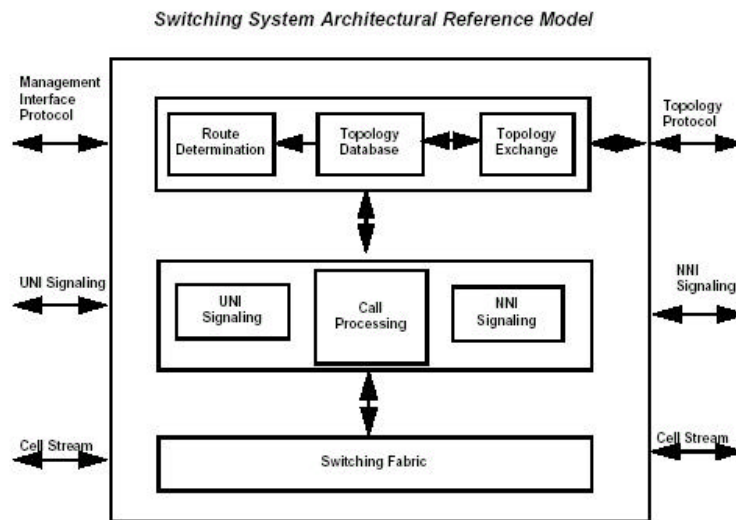 Switching System Architectural Reference Model
Management
Interface
Protocol
Route
Determination
Topology
Database
Topology
Exchange
Topology
Protocol
UNI Signaling
UNI
Signaling
Call
Processing
NNI
Signaling
NNI
Signaling
Cell Stream
Switching Fabric
Cell Stream